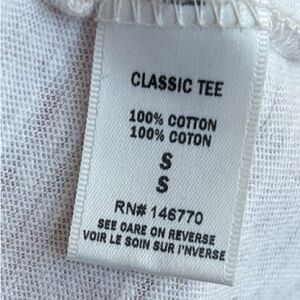 CLASSIC TEE
100% COTTON
100% COTON
S
S
RN# 146770
SEE CARE ON REVERSE
VOIR LE SOIN SUR I'NVERSE